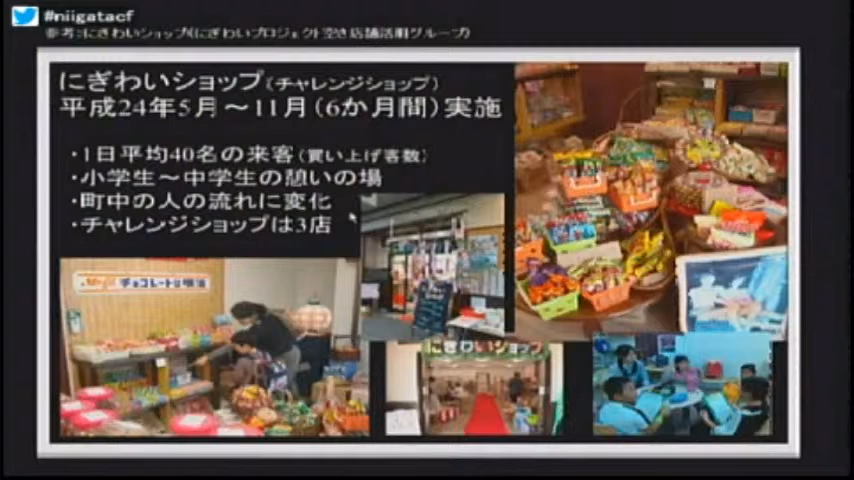 #niigatacf
参考:にぎわいショップ(にぎわいプロジェクト空き店舗活用グループ)
にぎわいショップ(チャレンジショップ)
平成24年5月～11月(6か月間)実施
・1日平均40名の来客(買い上げ客数)
・小学生～中学生の憩いの場
・町中の人の流れに変化
・チャレンジショップは3店
チョコレートは明治
にぎわいショップ